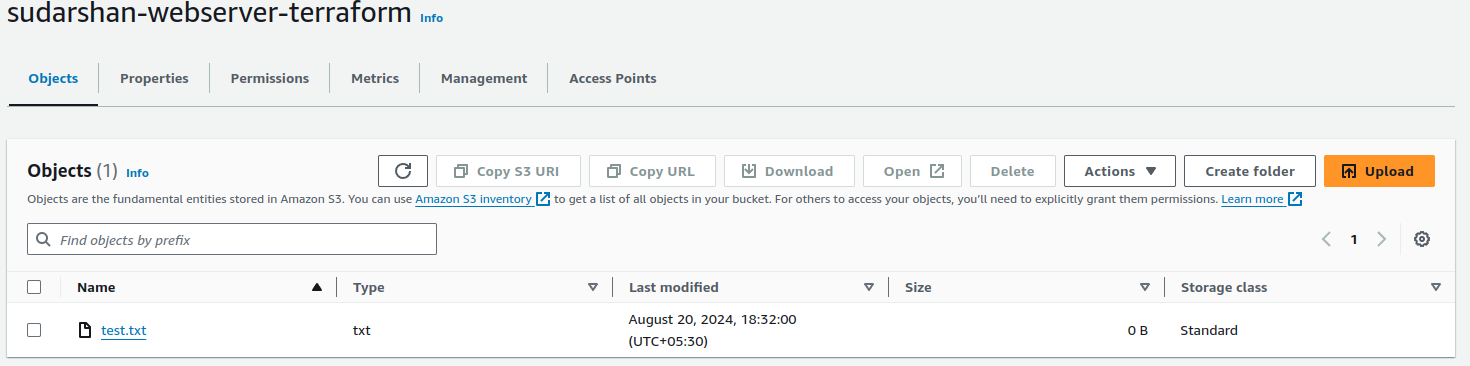 sudarshan-webserver-terraform Info
Objects Properties Permissions Metrics Management Access Points
Objects (1) Info Copy S3 URI Copy URL Download Open Delete Actions Create folder Upload
Objects are the fundamental entities stored in Amazon S3. You can use Amazon S3 inventory to get a list of all objects in your bucket. For others to access your objects, you'll need to explicitly grant them permissions. Learn more
Find objects by prefix 1
Name Type Last modified Size Storage class
test.txt txt August 20, 2024, 18:32:00 0 B Standard
(UTC+05:30)